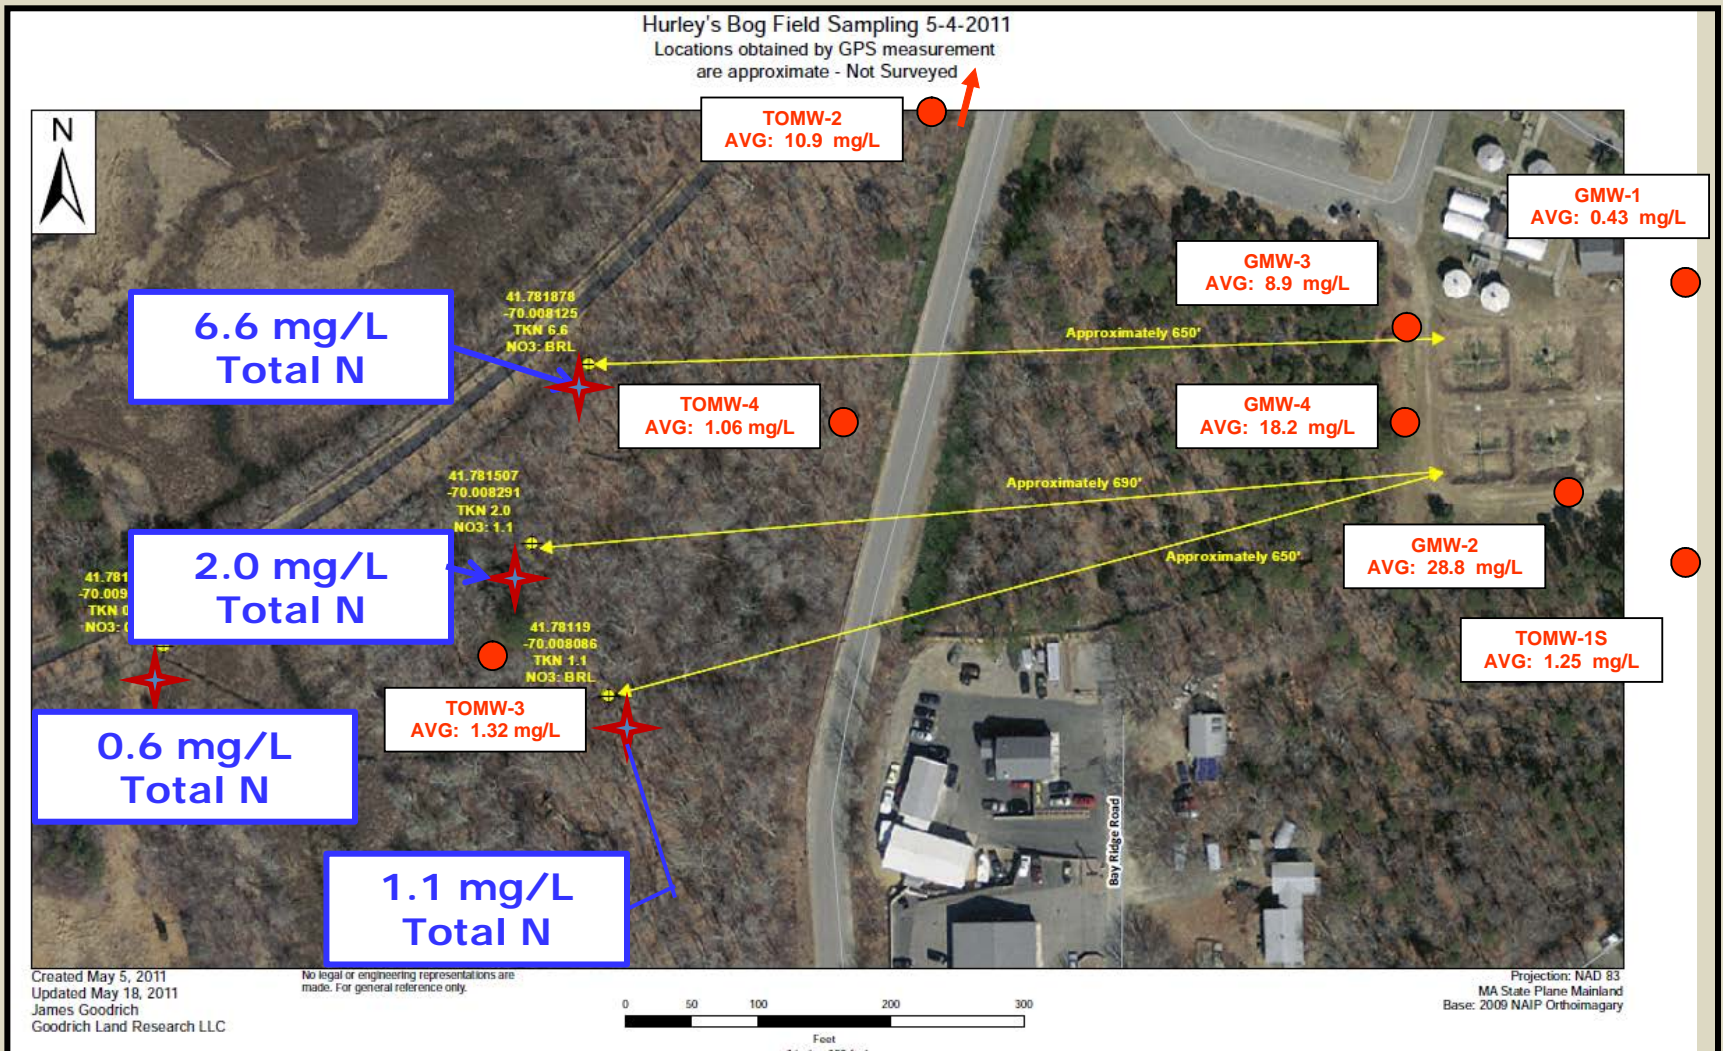 Hurley's Bog Field Sampling 5-4-2011
Locations obtained by GPS measurement
are approximate - Not Surveyed
N
TOMW-2
AVG: 10.9 mg/L
GMW-1
AVG: 0.43 mg/L
GMW-3
AVG: 8.9 mg/L
6.6 mg/L
Total N
41.781878
-70.008125
TKN 6.6
NO3: BRL
Approximately 650'
TOMW-4
AVG: 1.06 mg/L
GMW-4
AVG: 18.2 mg/L
41.781507
-70.008291
TKN 2.0
NO3: 1.1
Approximately 690'
2.0 mg/L
Total N
GMW-2
AVG: 28.8 mg/L
Approximately 650'
41.781
-70.009
TKN 0
NO3:
41.78119
-70.008086
TKN 1.1
NO3: BRL
TOMW-1S
AVG: 1.25 mg/L
TOMW-3
AVG: 1.32 mg/L
0.6 mg/L
Total N
Bay Ridge Road
1.1 mg/L
Total N
Created May 5, 2011
Updated May 18, 2011
James Goodrich
Goodrich Land Research LLC
No legal or engineering representations are
made. For general reference only.
0 50 100 200 300
Feet
Projection: NAD 83
MA State Plane Mainland
Base: 2009 NAIP Orthoimagary